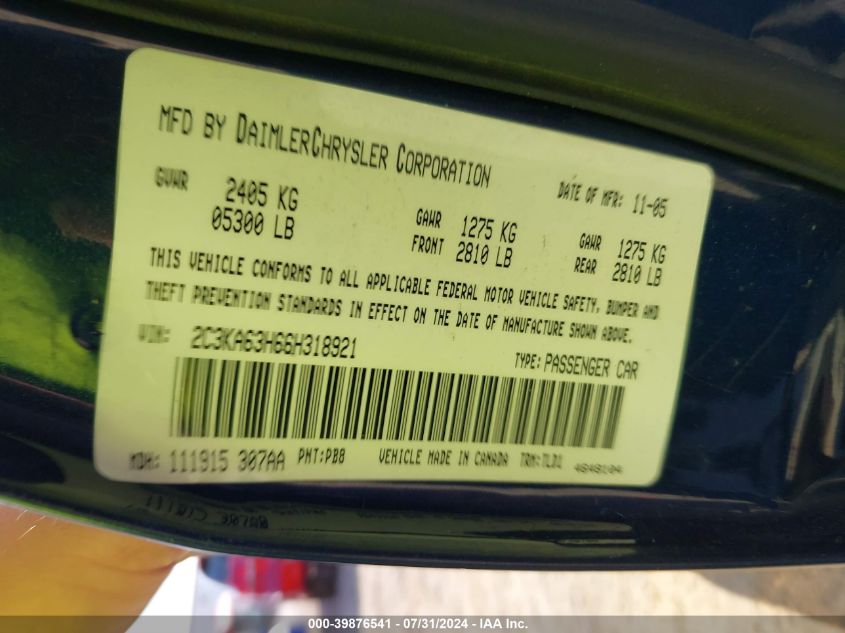 MFD BY DAIMLERCHRYSLER CORPORATION
DATE OF MFR: 11-05
GVWR 2405 KG
05300 LB
GAWR FRONT 1275 KG
2810 LB
GAWR REAR 1275 KG
2810 LB
THIS VEHICLE CONFORMS TO ALL APPLICABLE FEDERAL MOTOR VEHICLE SAFETY, BUMPER AND
THEFT PREVENTION STANDARDS IN EFFECT ON THE DATE OF MANUFACTURE SHOWN ABOVE.
VIN: 2C3KA63H66H318921
TYPE: PASSENGER CAR
MDH: 111915 307AA PNT: PB8 VEHICLE MADE IN CANADA TRM: TLD2
000-39876541 / 07/31/2024 - IAA Inc.